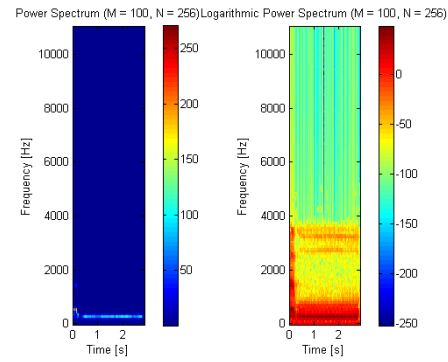 Power Spectrum (M = 100, N = 256)
Logarithmic Power Spectrum (M = 100, N = 256)
10000
8000
6000
4000
2000
0
Frequency [Hz]
0 1 2
Time [s]
250
200
150
100
50
10000
8000
6000
4000
2000
0
Frequency [Hz]
0 1 2
Time [s]
0
-50
-100
-150
-200
-250